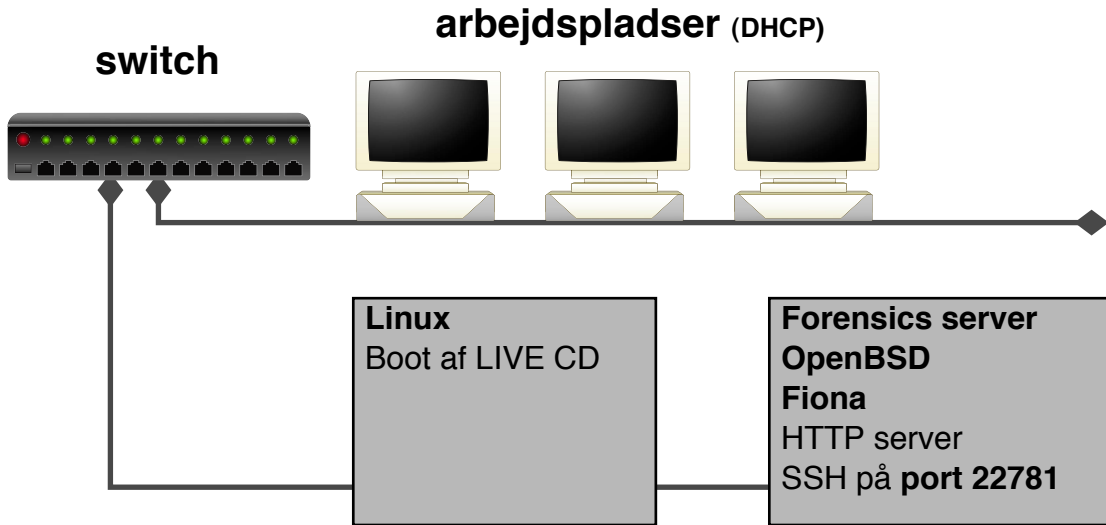 arbejdspladser (DHCP)
switch
Linux
Boot af LIVE CD
Forensics server
OpenBSD
Fiona
HTTP server
SSH på port 22781